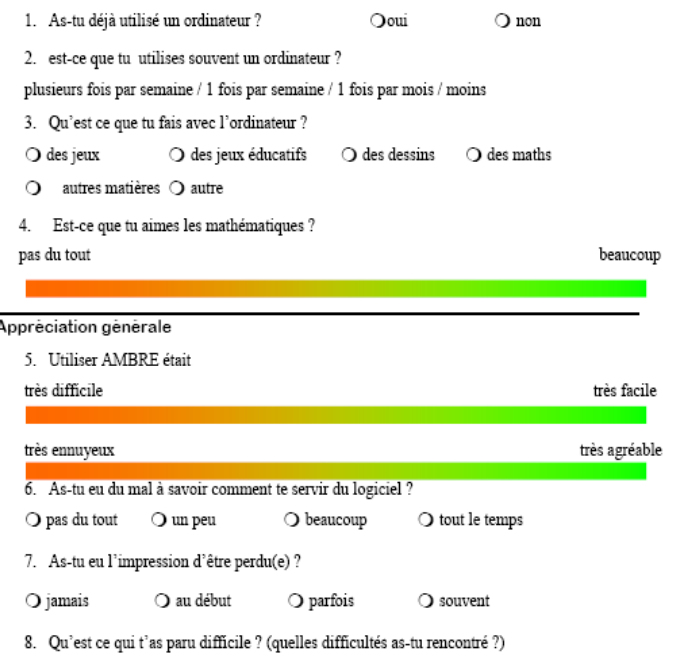 1. As-tu déjà utilisé un ordinateur ? oui non
2. est-ce que tu utilises souvent un ordinateur ?
plusieurs fois par semaine / 1 fois par semaine / 1 fois par mois / moins
3. Qu'est ce que tu fais avec l'ordinateur ?
des jeux des jeux éducatifs des dessins des maths
autres matières autre
4. Est-ce que tu aimes les mathématiques ?
pas du tout beaucoup
Appréciation générale
5. Utiliser AMBRE était
très difficile très facile
très ennuyeux très agréable
6. As-tu eu du mal à savoir comment te servir du logiciel ?
pas du tout un peu beaucoup tout le temps
7. As-tu eu l'impression d'être perdu(e) ?
jamais au début parfois souvent
8. Qu'est ce qui t'as paru difficile ? (quelles difficultés as-tu rencontré ?)